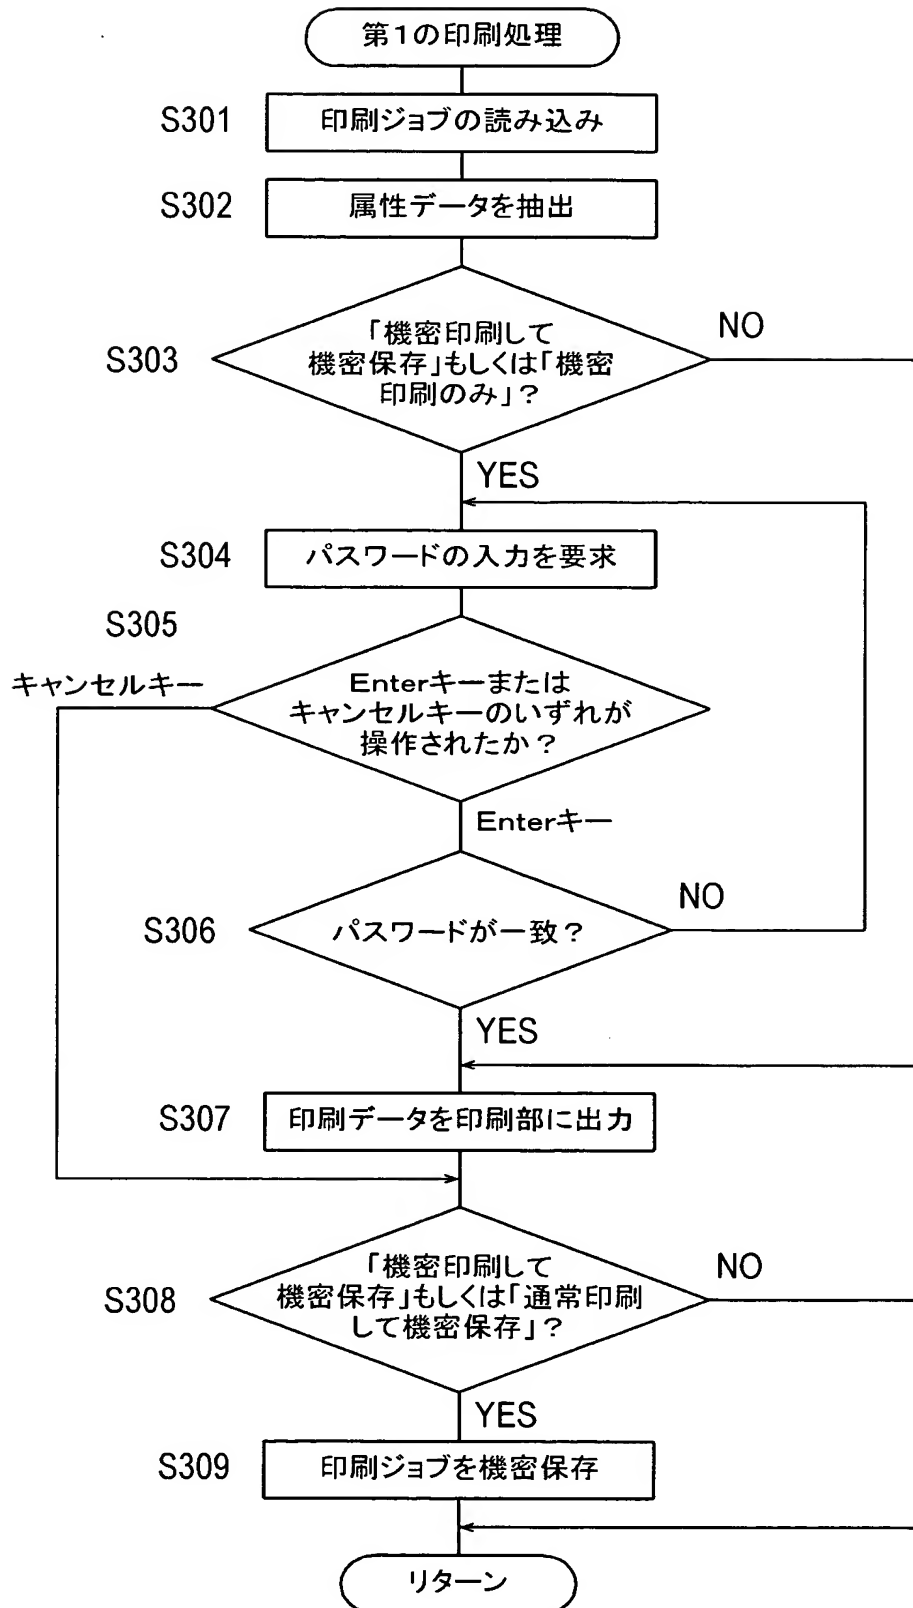 第1の印刷処理
S301
印刷ジョブの読み込み
S302
属性データを抽出
S303
「機密印刷して
機密保存」もしくは「機密
印刷のみ」?
NO
YES
S304
パスワードの入力を要求
S305
キャンセルキー
Enterキーまたは
キャンセルキーのいずれが
操作されたか?
Enterキー
S306
パスワードが一致?
NO
YES
S307
印刷データを印刷部に出力
S308
「機密印刷して
機密保存」もしくは「通常印刷
して機密保存」?
NO
YES
S309
印刷ジョブを機密保存
リターン